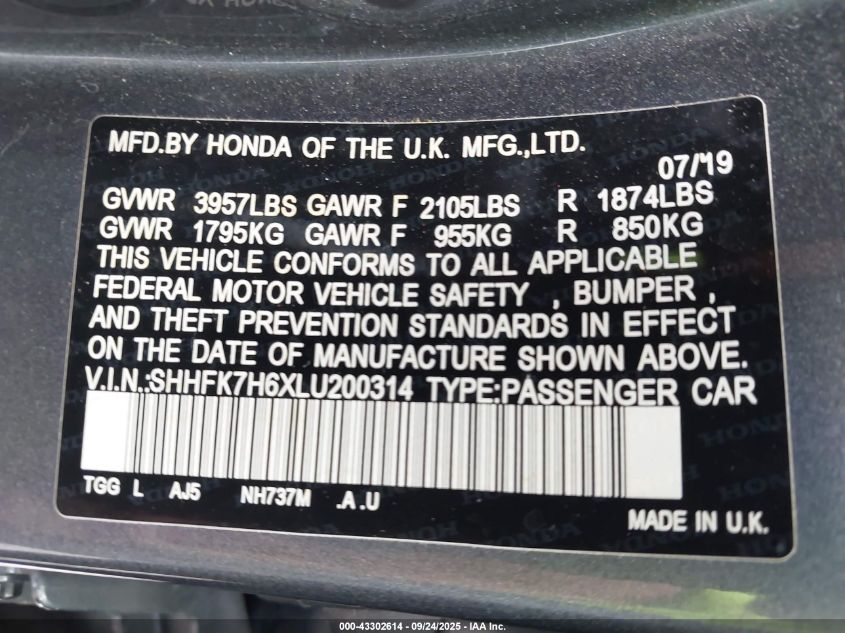 MFD.BY HONDA OF THE U.K. MFG.,LTD.
07/19
GVWR 3957LBS GAWR F 2105LBS R 1874LBS
GVWR 1795KG GAWR F 955KG R 850KG
THIS VEHICLE CONFORMS TO ALL APPLICABLE
FEDERAL MOTOR VEHICLE SAFETY , BUMPER ,
AND THEFT PREVENTION STANDARDS IN EFFECT
ON THE DATE OF MANUFACTURE SHOWN ABOVE.
V.I.N.:SHHFK7H6XLU200314 TYPE:PASSENGER CAR
TGG L AJ5 NH737M .A .U
MADE IN U.K.
000-43302614 - 09/24/2025 - IAA Inc.